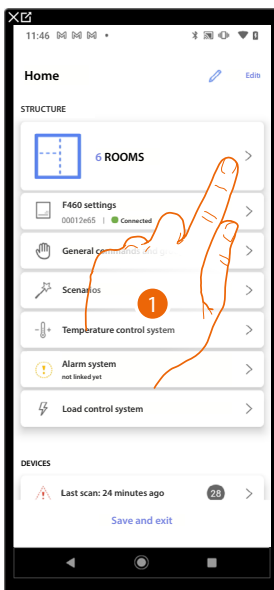 11:46
Home
Edit
STRUCTURE
6 ROOMS
F460 settings
00012e65 | Connected
General commands
Scenarios
1
Temperature control system
Alarm system
not linked yet
Load control system
DEVICES
Last scan: 24 minutes ago
28
Save and exit